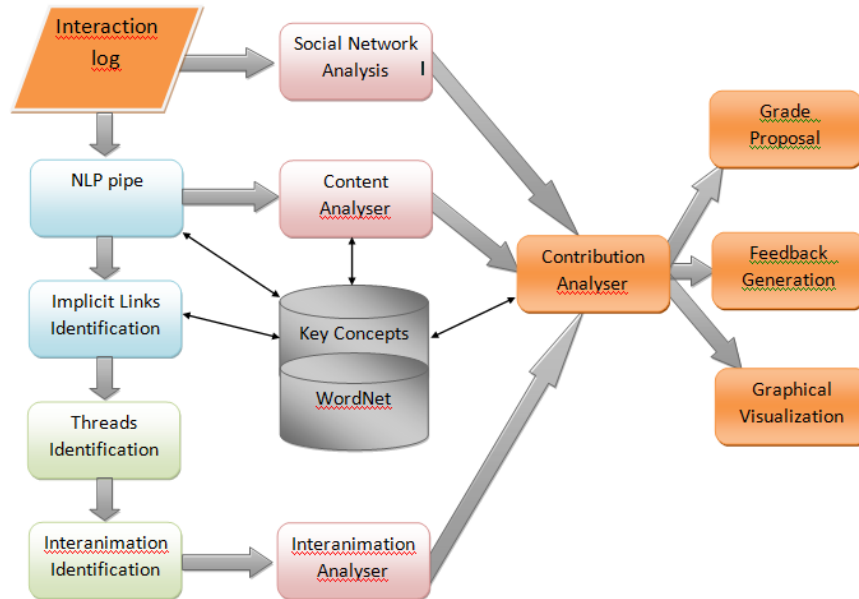 Interaction
log
Social Network
Analysis
Grade
Proposal
NLP pipe
Content
Analyser
Contribution
Analyser
Feedback
Generation
Implicit Links
Identification
Key Concepts
WordNet
Graphical
Visualization
Threads
Identification
Interanimation
Identification
Interanimation
Analyser